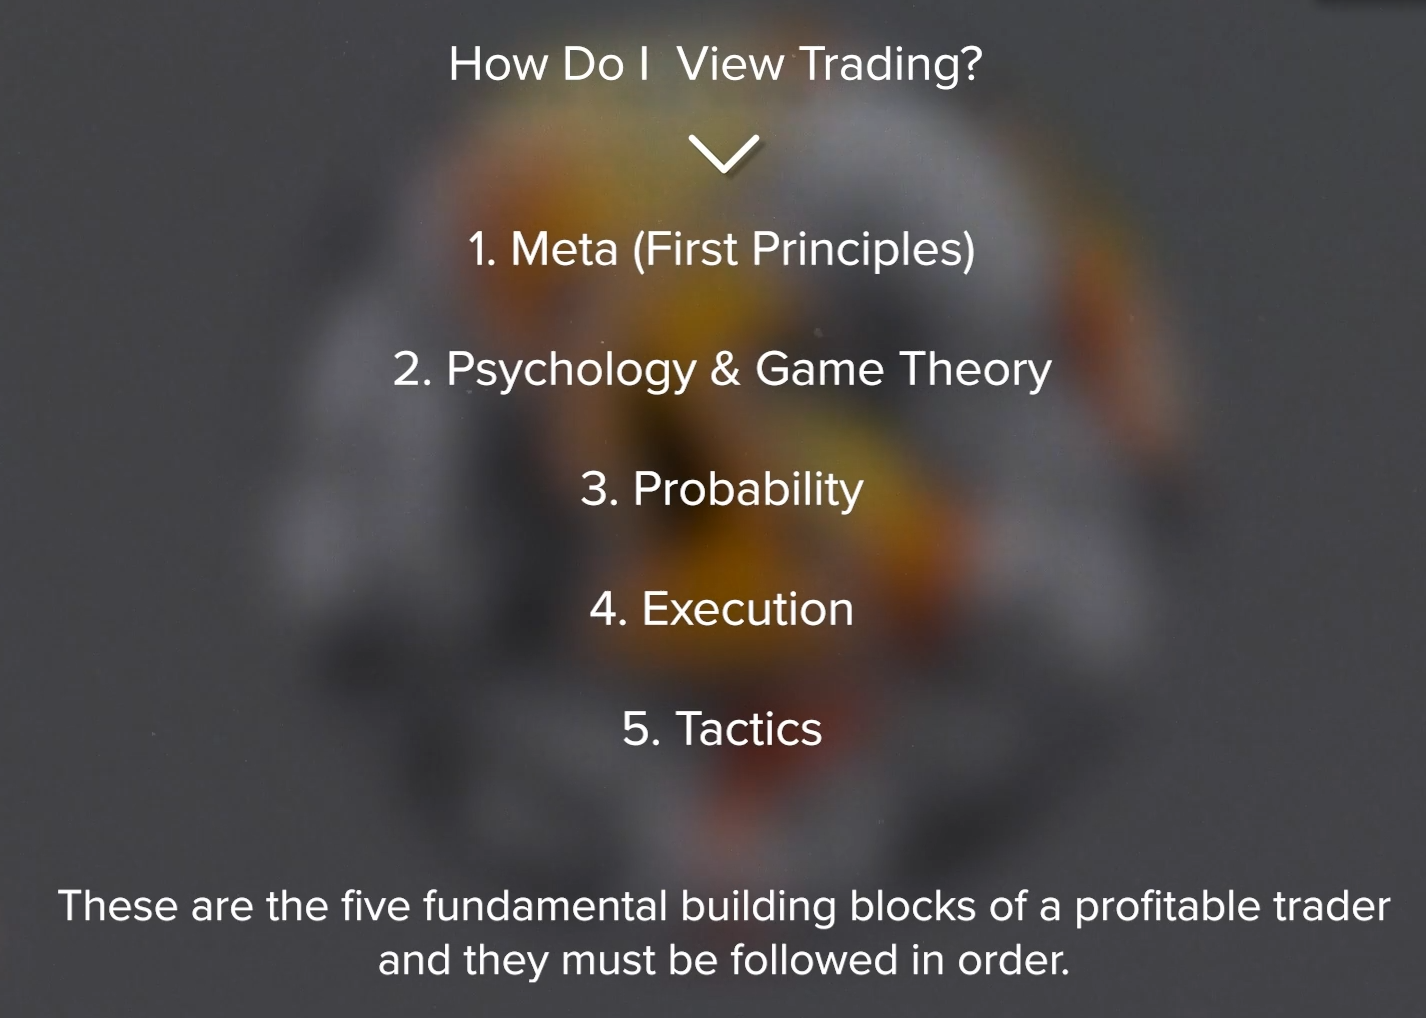 How Do I  View Trading?
1. Meta (First Principles)
2. Psychology & Game Theory
3. Probability
4. Execution
5. Tactics
These are the five fundamental building blocks of a profitable trader
and they must be followed in order.